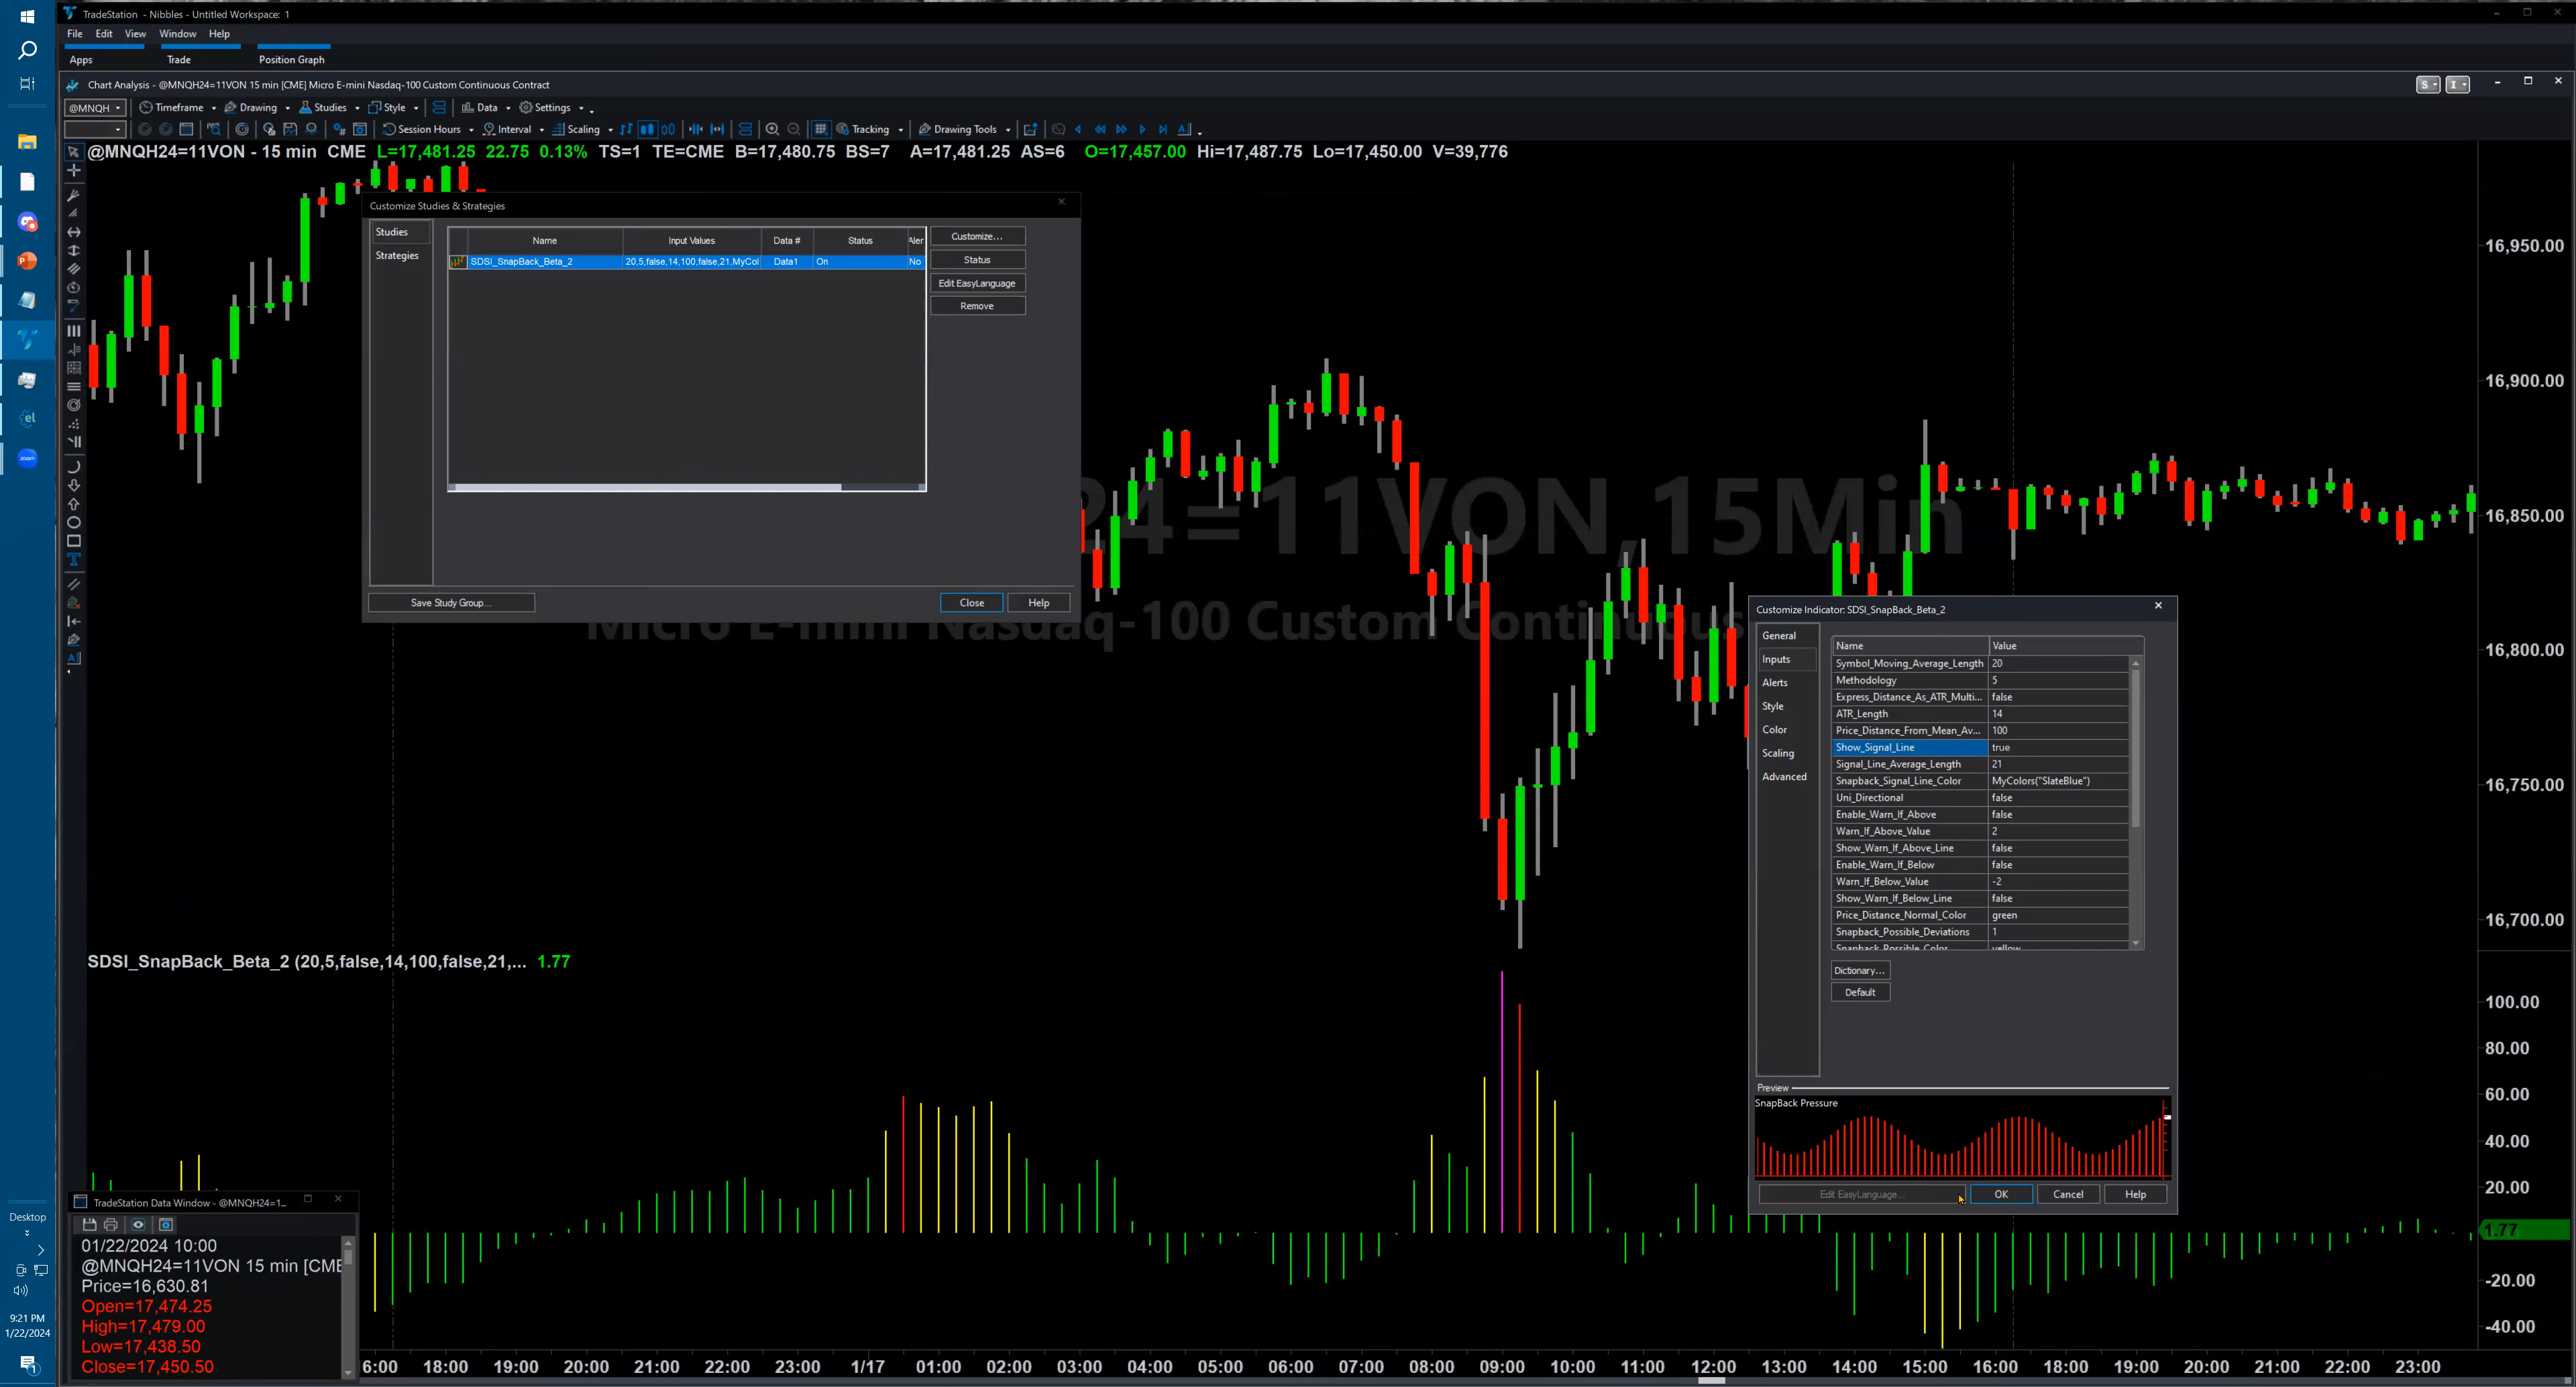 TradeStation - Nibbles - Untitled Workspace: 1
File Edit View Window Help
Apps Trade Position Graph
Chart Analysis - @MNQH24=11VON 15 min [CME] Micro E-mini Nasdaq-100 Custom Continuous Contract
S I
@MNQH Timeframe Drawing Studies Style Data Settings
Session Hours Interval Scaling Tracking Drawing Tools
@MNQH24=11VON - 15 min CME L=17,481.25 22.75 0.13% TS=1 TE=CME B=17,480.75 BS=7 A=17,481.25 AS=6 O=17,457.00 Hi=17,487.75 Lo=17,450.00 V=39,776
Customize Studies & Strategies
Studies
Strategies
Name Input Values Data # Status Aler
SDSI_SnapBack_Beta_2 20,5,false,14,100,false,21,MyCol Data1 On No
Customize...
Status
Edit EasyLanguage
Remove
Save Study Group... Close Help
24=11VON,15Min
Micro E-mini Nasdaq-100 Custom Continuous
16,950.00
16,900.00
16,850.00
16,800.00
16,750.00
16,700.00
Customize Indicator: SDSI_SnapBack_Beta_2
General
Inputs
Alerts
Style
Color
Scaling
Advanced
Name Value
Symbol_Moving_Average_Length 20
Methodology 5
Express_Distance_As_ATR_Multi... false
ATR_Length 14
Price_Distance_From_Mean_Av... 100
Show_Signal_Line true
Signal_Line_Average_Length 21
Snapback_Signal_Line_Color MyColors("SlateBlue")
Uni_Directional false
Enable_Warn_If_Above false
Warn_If_Above_Value 2
Show_Warn_If_Above_Line false
Enable_Warn_If_Below false
Warn_If_Below_Value -2
Show_Warn_If_Below_Line false
Price_Distance_Normal_Color green
Snapback_Possible_Deviations 1
Snapback_Possible_Color yellow
Dictionary...
Default
Preview
SnapBack Pressure
Edit EasyLanguage... OK Cancel Help
SDSI_SnapBack_Beta_2 (20,5,false,14,100,false,21,... 1.77
100.00
80.00
60.00
40.00
20.00
1.77
-20.00
-40.00
TradeStation Data Window - @MNQH24=1...
01/22/2024 10:00
@MNQH24=11VON 15 min [CME
Price=16,630.81
Open=17,474.25
High=17,479.00
Low=17,438.50
Close=17,450.50
6:00 18:00 19:00 20:00 21:00 22:00 23:00 1/17 01:00 02:00 03:00 04:00 05:00 06:00 07:00 08:00 09:00 10:00 11:00 12:00 13:00 14:00 15:00 16:00 18:00 19:00 20:00 21:00 22:00 23:00
el
zoom
Desktop
9:21 PM
1/22/2024
1